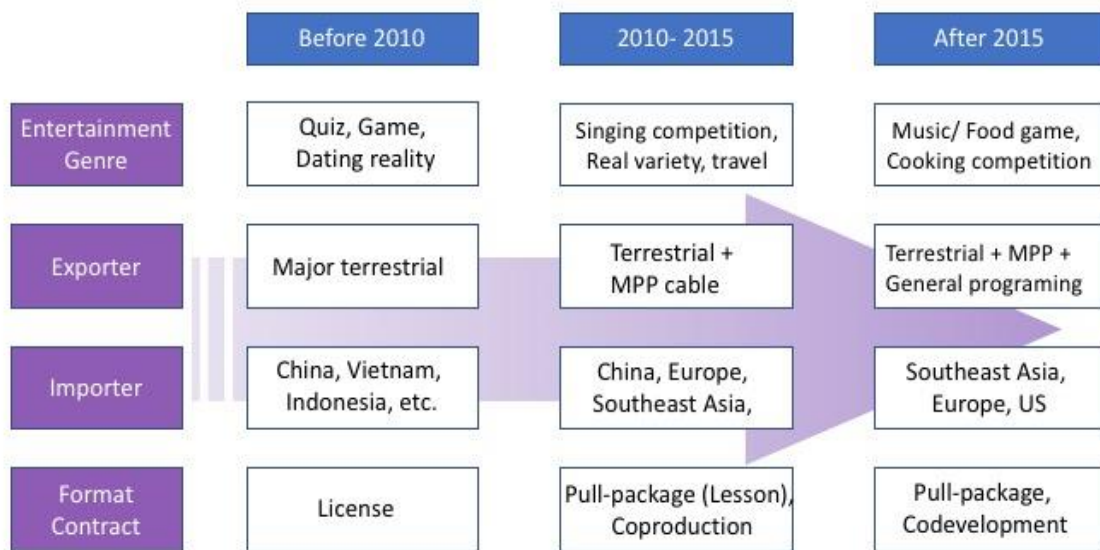 Before 2010
2010- 2015
After 2015
Entertainment
Genre
Quiz, Game,
Dating reality
Singing competition,
Real variety, travel
Music/ Food game,
Cooking competition
Exporter
Major terrestrial
Terrestrial +
MPP cable
Terrestrial + MPP +
General programing
Importer
China, Vietnam,
Indonesia, etc.
China, Europe,
Southeast Asia,
Southeast Asia,
Europe, US
Format
Contract
License
Pull-package (Lesson),
Coproduction
Pull-package,
Codevelopment